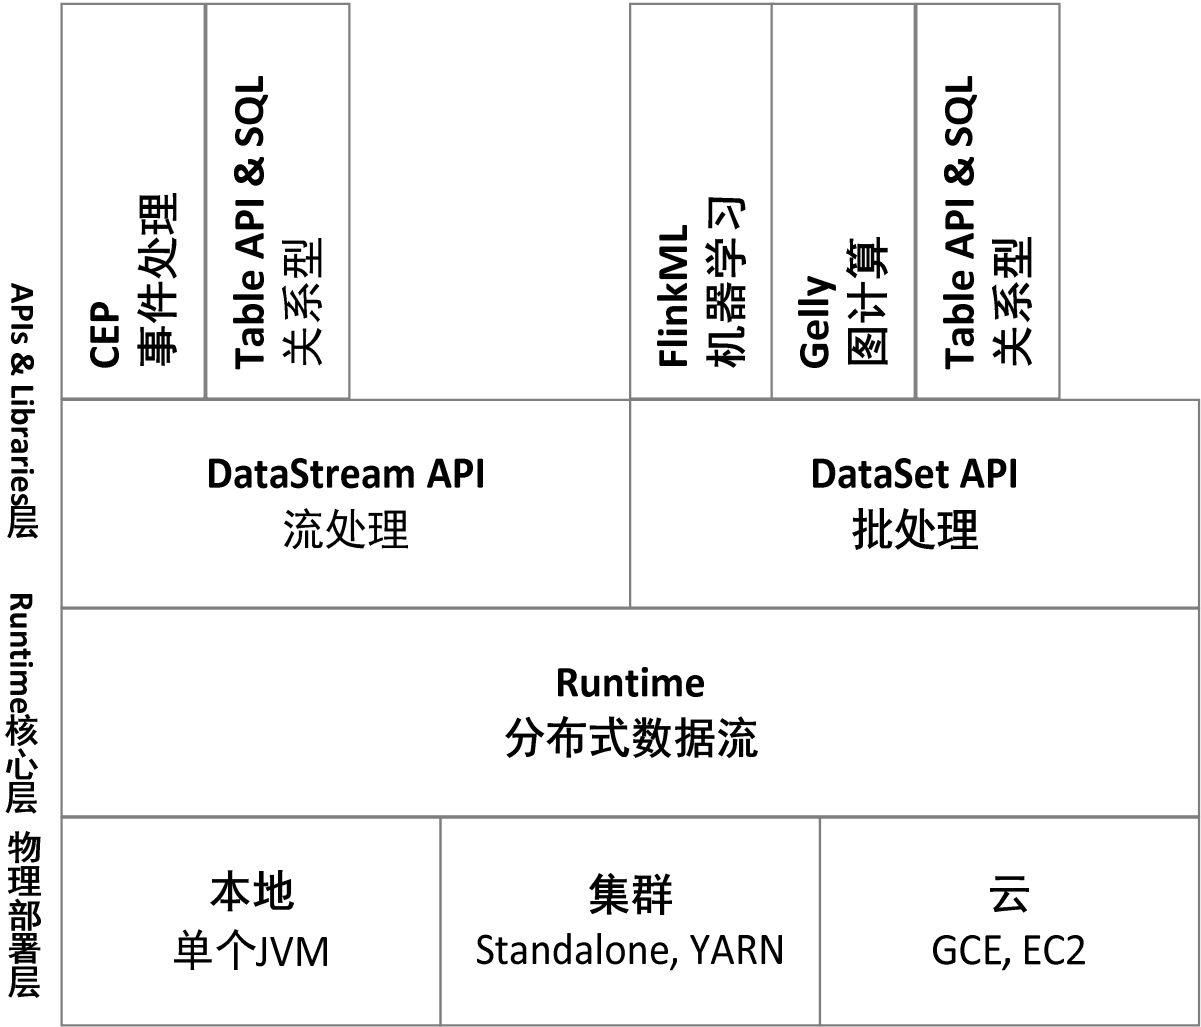 CEP
事件处理
Table API & SQL
关系型
FlinkML
机器学习
Gelly
图计算
Table API & SQL
关系型
APIs & Libraries层
DataStream API
流处理
DataSet API
批处理
Runtime核心层
Runtime
分布式数据流
物理部署层
本地
单个JVM
集群
Standalone, YARN
云
GCE, EC2